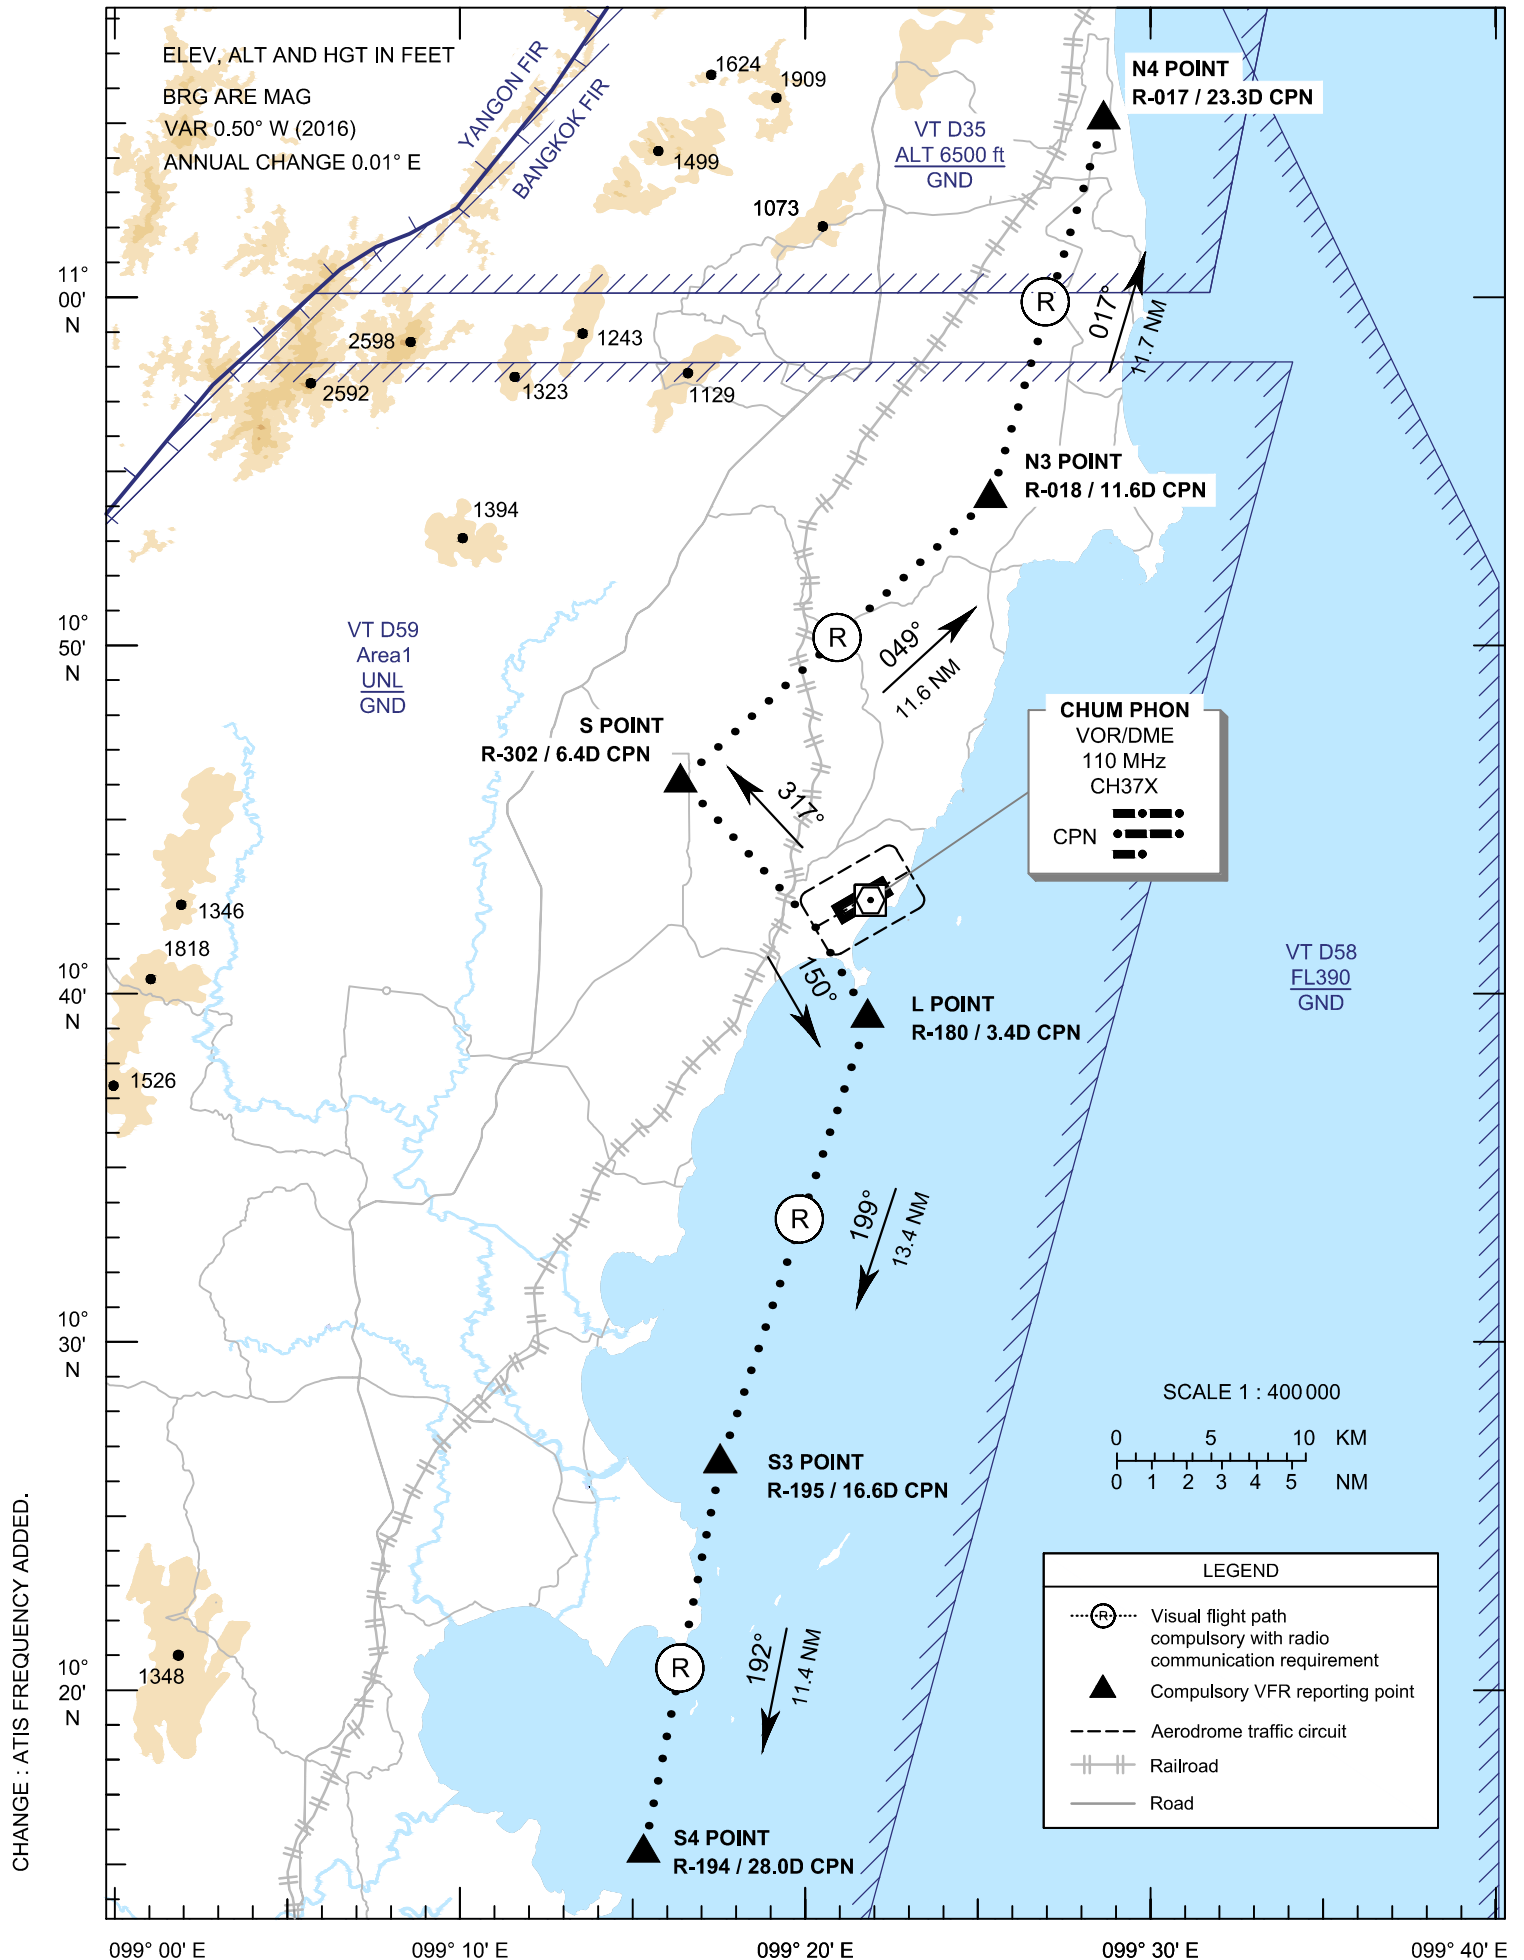 ELEV, ALT AND HGT IN FEET
BRG ARE MAG
VAR 0.50° W (2016)
ANNUAL CHANGE 0.01° E
YANGON FIR
BANGKOK FIR
1624
1909
1499
1073
VT D35
ALT 6500 ft
GND
N4 POINT
R-017 / 23.3D CPN
11°
00'
N
R
017°
11.7 NM
2598
2592
1323
1243
1129
N3 POINT
R-018 / 11.6D CPN
1394
10°
50'
N
VT D59
Area1
UNL
GND
R
049°
11.6 NM
S POINT
R-302 / 6.4D CPN
317°
CHUM PHON
VOR/DME
110 MHz
CH37X
CPN
1346
1818
10°
40'
N
150°
L POINT
R-180 / 3.4D CPN
VT D58
FL390
GND
1526
R
199°
13.4 NM
10°
30'
N
SCALE 1 : 400 000
0 5 10 KM
0 1 2 3 4 5 NM
S3 POINT
R-195 / 16.6D CPN
CHANGE : ATIS FREQUENCY ADDED.
1348
10°
20'
N
R
192°
11.4 NM
LEGEND
R
Visual flight path
compulsory with radio
communication requirement
Compulsory VFR reporting point
Aerodrome traffic circuit
Railroad
Road
S4 POINT
R-194 / 28.0D CPN
099° 00' E
099° 10' E
099° 20' E
099° 30' E
099° 40' E